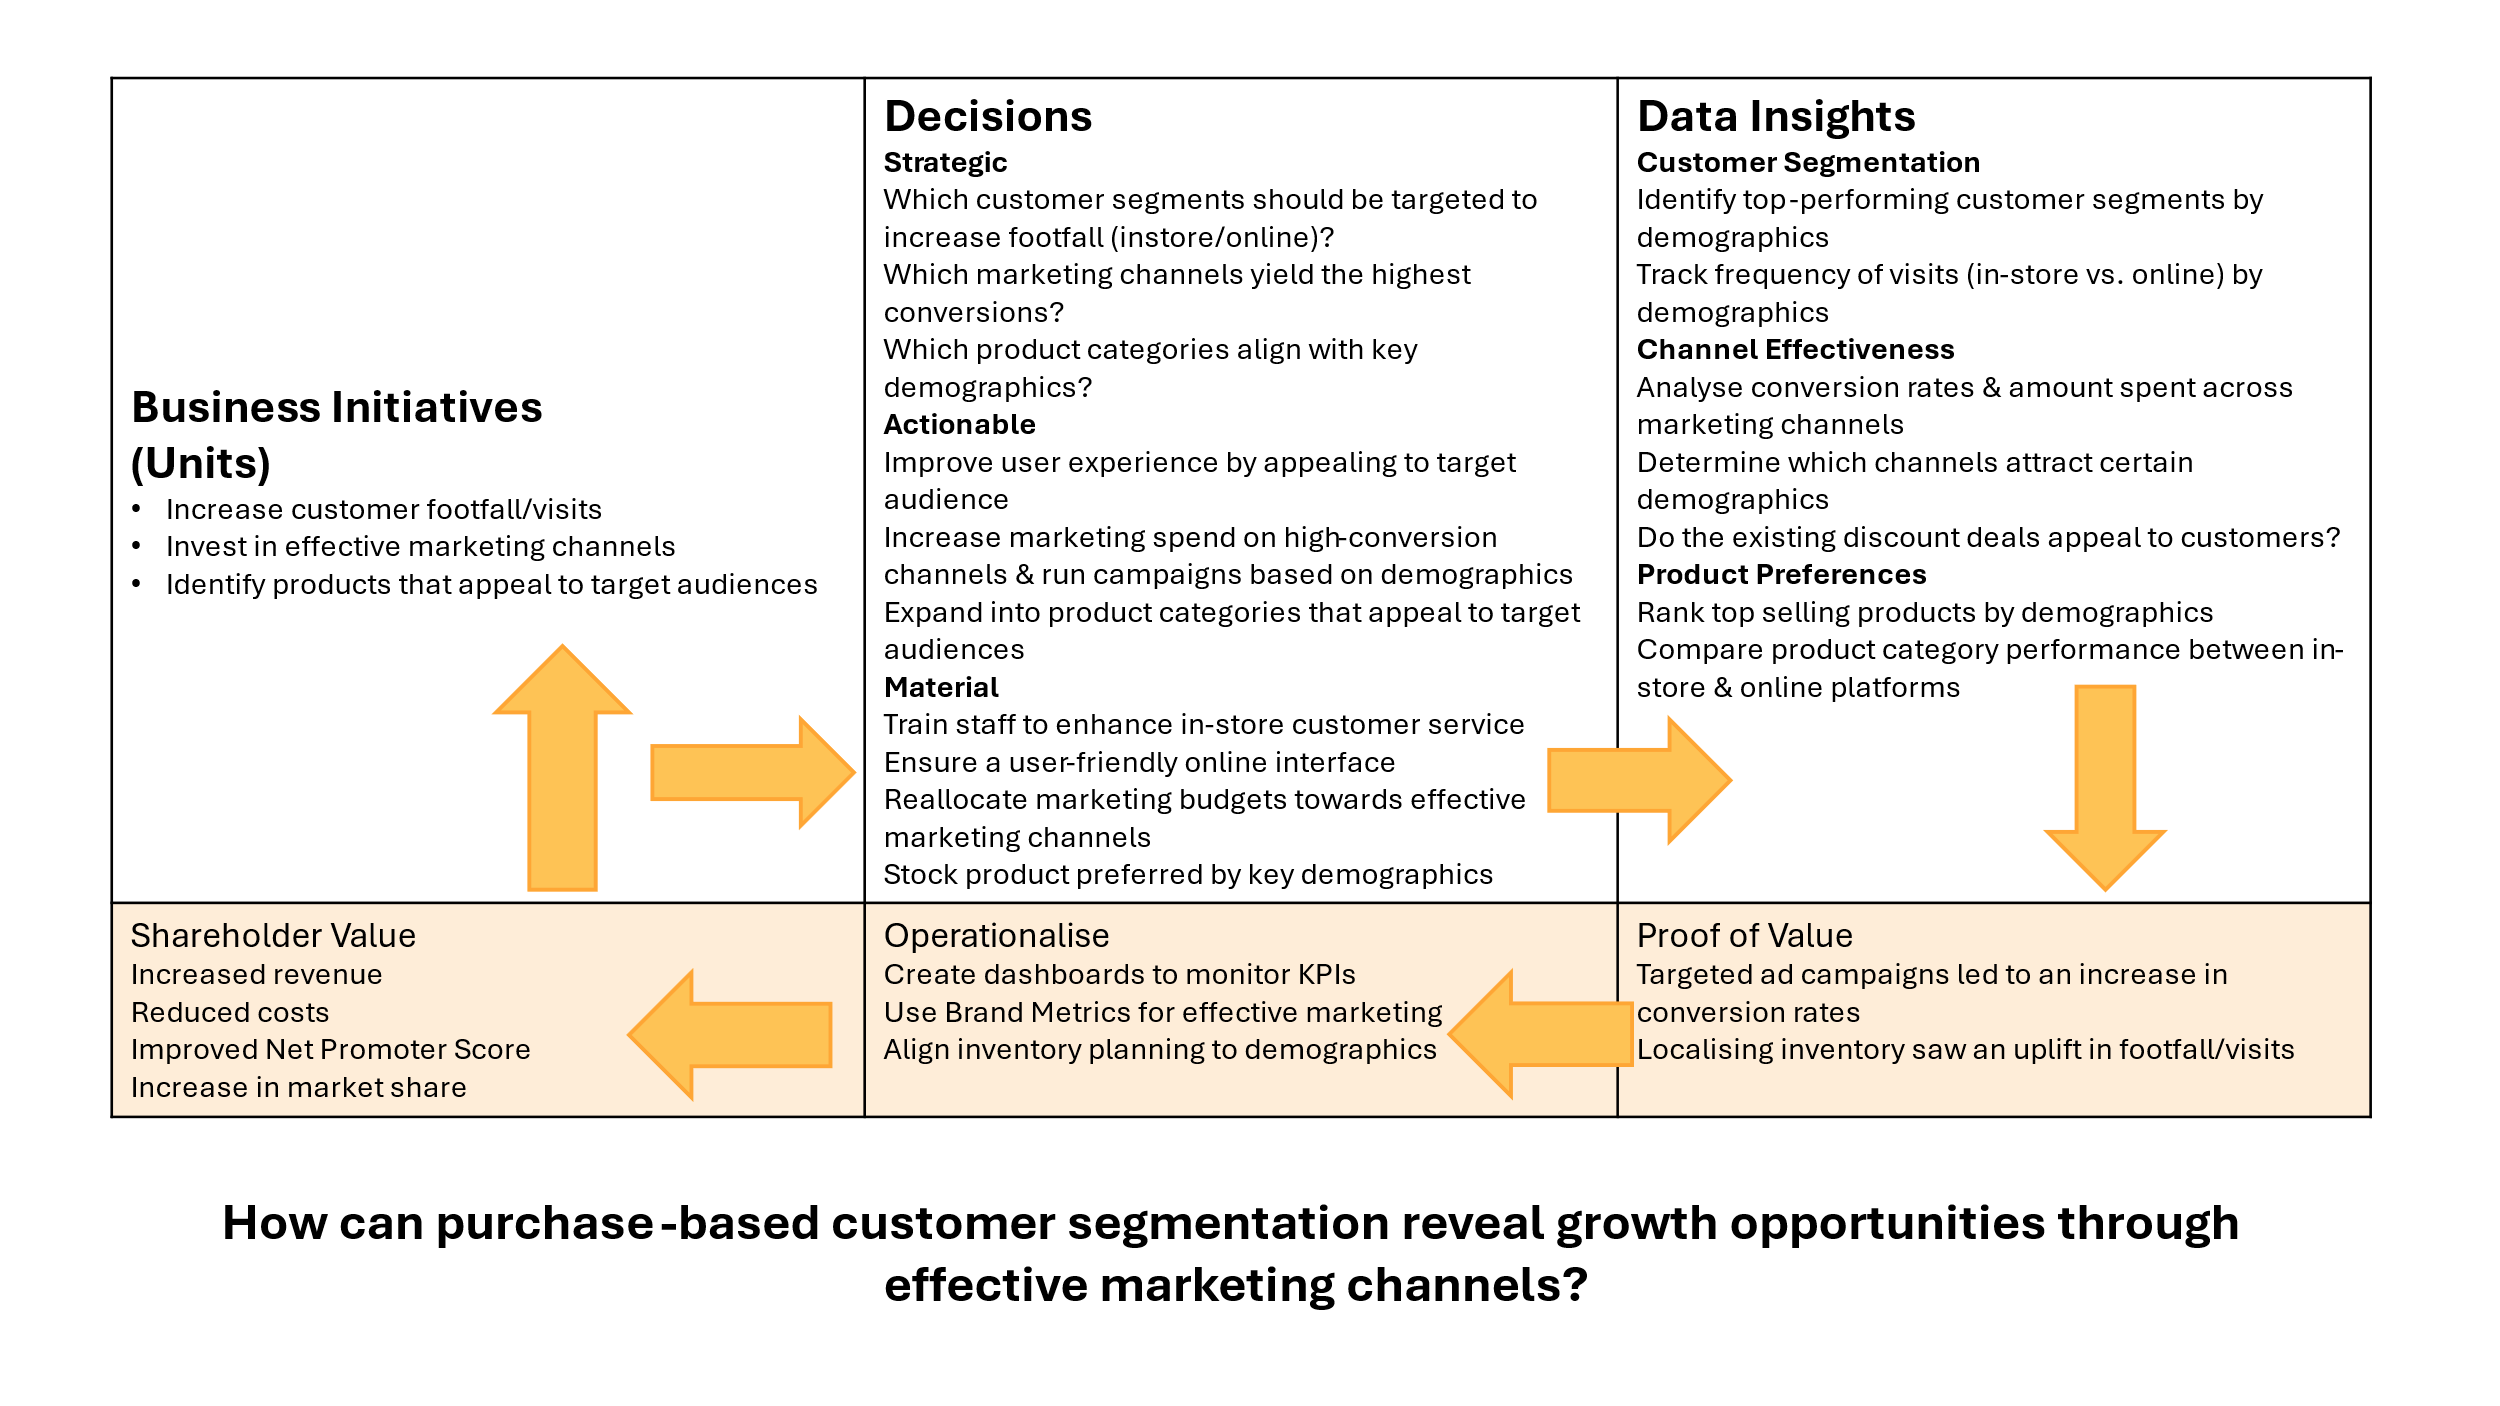 Business Initiatives
(Units)
• Increase customer footfall/visits
• Invest in effective marketing channels
• Identify products that appeal to target audiences
Decisions
Strategic
Which customer segments should be targeted to
increase footfall (instore/online)?
Which marketing channels yield the highest
conversions?
Which product categories align with key
demographics?
Actionable
Improve user experience by appealing to target
audience
Increase marketing spend on high-conversion
channels & run campaigns based on demographics
Expand into product categories that appeal to target
audiences
Material
Train staff to enhance in-store customer service
Ensure a user-friendly online interface
Reallocate marketing budgets towards effective
marketing channels
Stock product preferred by key demographics
Data Insights
Customer Segmentation
Identify top-performing customer segments by
demographics
Track frequency of visits (in-store vs. online) by
demographics
Channel Effectiveness
Analyse conversion rates & amount spent across
marketing channels
Determine which channels attract certain
demographics
Do the existing discount deals appeal to customers?
Product Preferences
Rank top selling products by demographics
Compare product category performance between in-
store & online platforms
Shareholder Value
Increased revenue
Reduced costs
Improved Net Promoter Score
Increase in market share
Operationalise
Create dashboards to monitor KPIs
Use Brand Metrics for effective marketing
Align inventory planning to demographics
Proof of Value
Targeted ad campaigns led to an increase in
conversion rates
Localising inventory saw an uplift in footfall/visits
How can purchase-based customer segmentation reveal growth opportunities through
effective marketing channels?